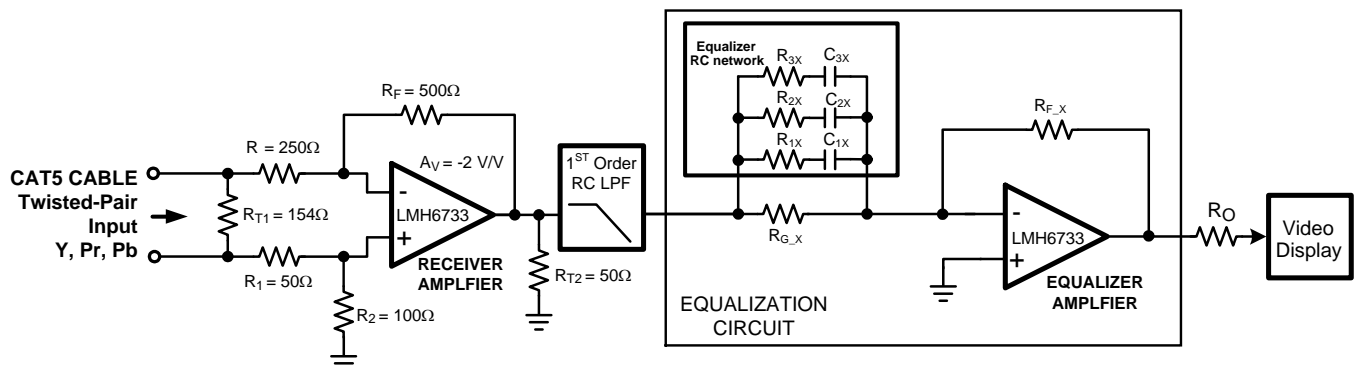 CAT5 CABLE
Twisted-Pair
Input
Y, Pr, Pb
R = 250Ω
RT1 = 154Ω
R1 = 50Ω
R2 = 100Ω
RF = 500Ω
AV = -2 V/V
-
LMH6733
+
RECEIVER
AMPLFIER
RT2 = 50Ω
1ST Order
RC LPF
Equalizer
RC network
R3X
C3X
R2X
C2X
R1X
C1X
RG_X
EQUALIZATION
CIRCUIT
RF_X
-
LMH6733
+
EQUALIZER
AMPLFIER
RO
Video
Display